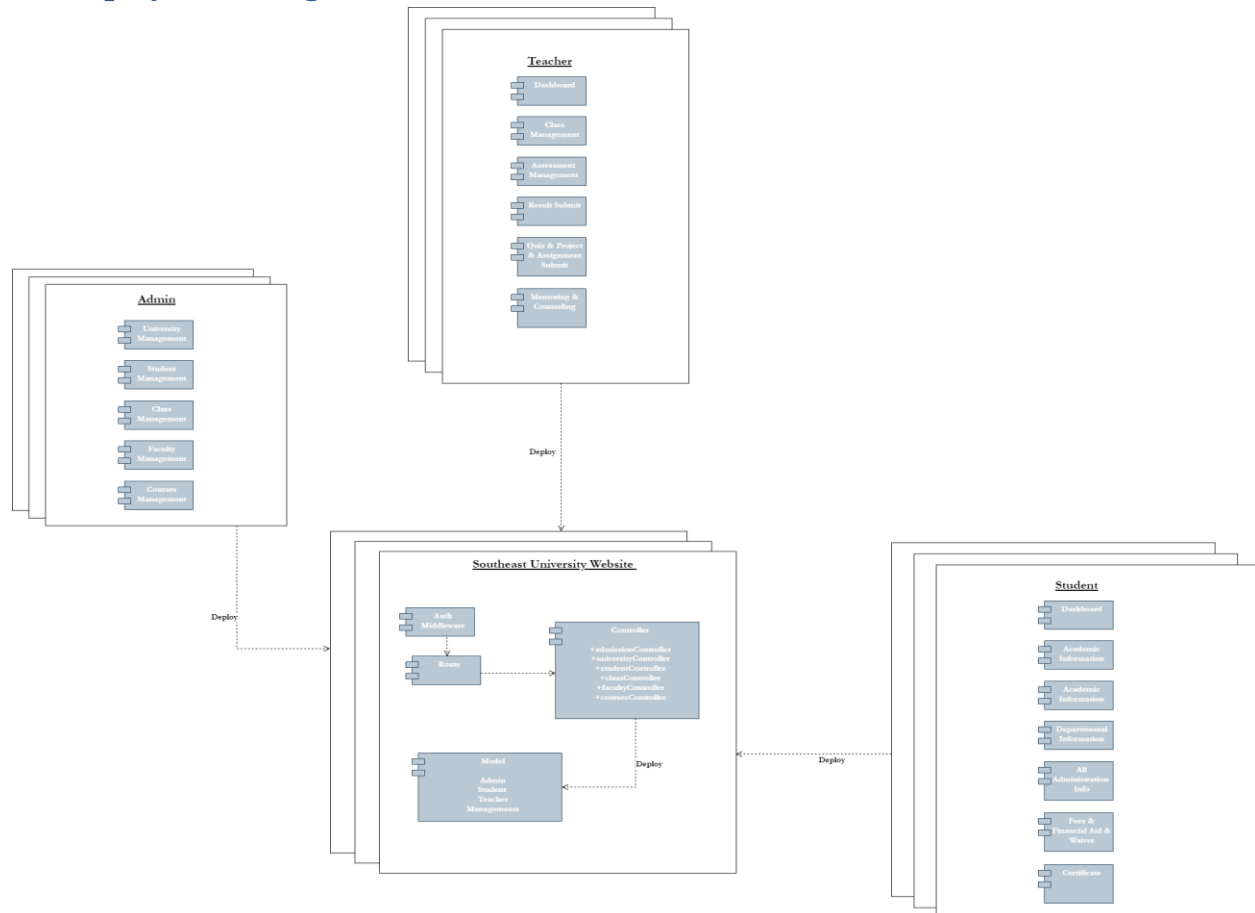 Teacher
Dashboard
Class
Management
Assessment
Management
Result Submit
Quiz & Project
& Assignment
Submit
Mentoring &
Counseling
Deploy
Admin
University
Management
Student
Management
Class
Management
Faculty
Management
Courses
Management
Deploy
Southeast University Website
Auth
Middleware
Route
Controller
+admissionController
+universityController
+studentController
+classController
+facultyController
+coursesController
Deploy
Model
Admin
Student
Teacher
Managements
Deploy
Student
Dashboard
Academic
Information
Academic
Information
Departmental
Information
All
Administration
Info
Fees &
Financial Aid &
Waiver
Certificate